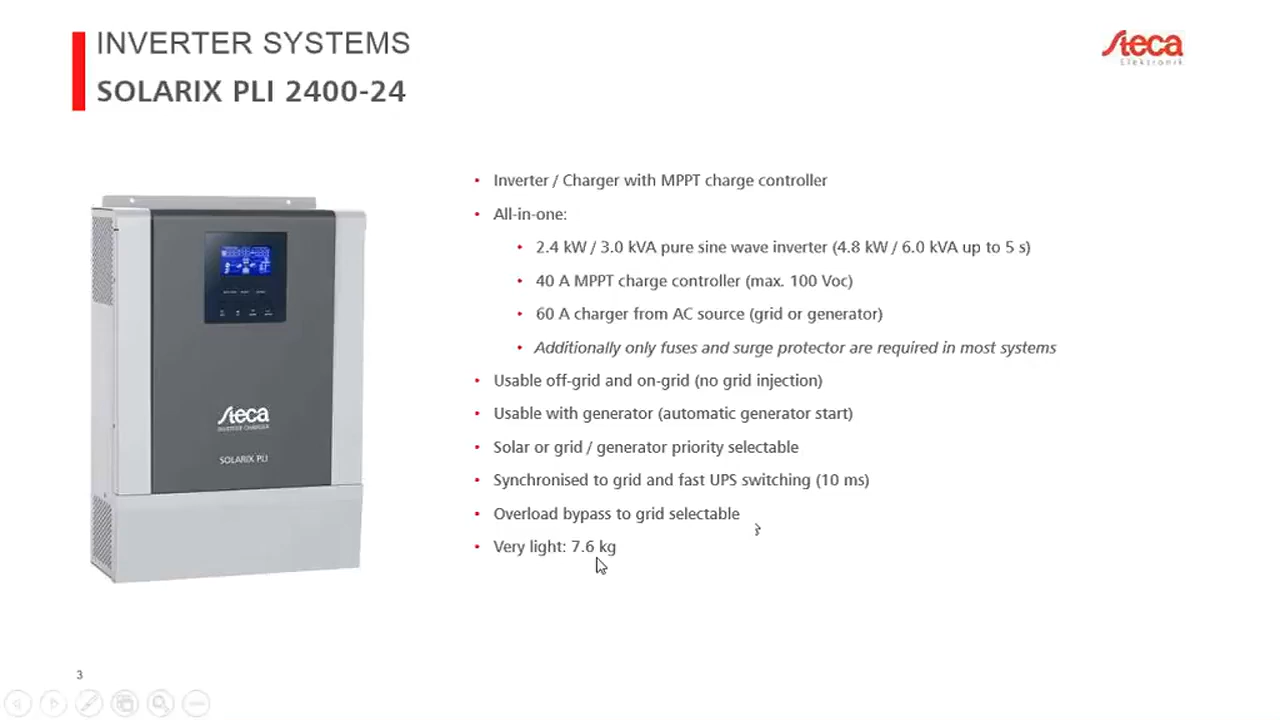 INVERTER SYSTEMS
SOLARIX PLI 2400-24
Steca
Elektronik
• Inverter / Charger with MPPT charge controller
• All-in-one:
• 2.4 kW / 3.0 kVA pure sine wave inverter (4.8 kW / 6.0 kVA up to 5 s)
• 40 A MPPT charge controller (max. 100 Voc)
• 60 A charger from AC source (grid or generator)
• Additionally only fuses and surge protector are required in most systems
• Usable off-grid and on-grid (no grid injection)
• Usable with generator (automatic generator start)
• Solar or grid / generator priority selectable
• Synchronised to grid and fast UPS switching (10 ms)
• Overload bypass to grid selectable
• Very light: 7.6 kg
Steca
INVERTER CHARGER
SOLARIX PLI
3